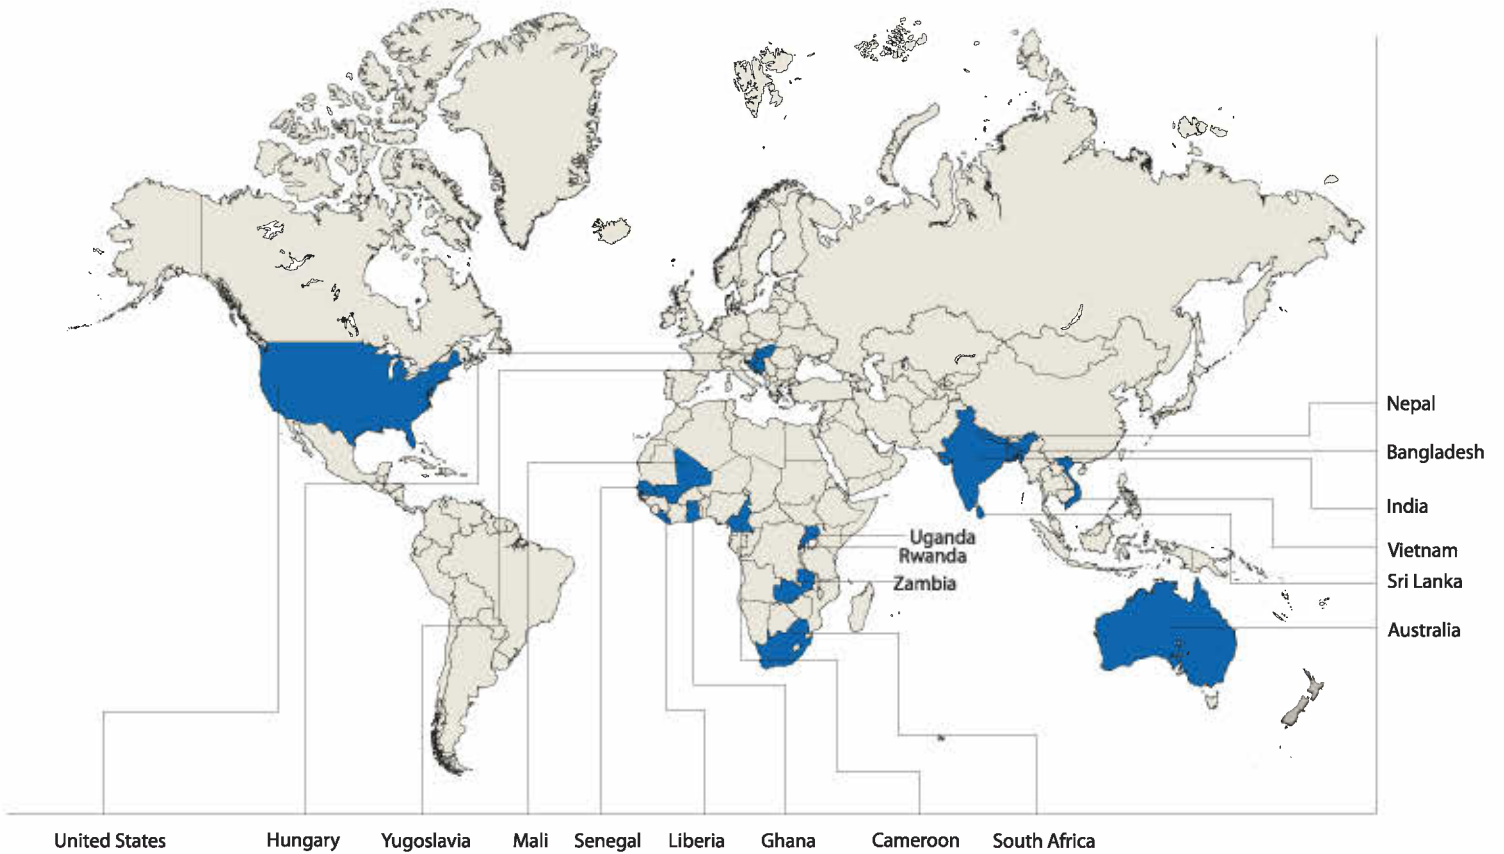 Nepal
Bangladesh
India
Uganda
Rwanda
Vietnam
Zambia
Sri Lanka
Australia
United States
Hungary
Yugoslavia
Mali
Senegal
Liberia
Ghana
Cameroon
South Africa